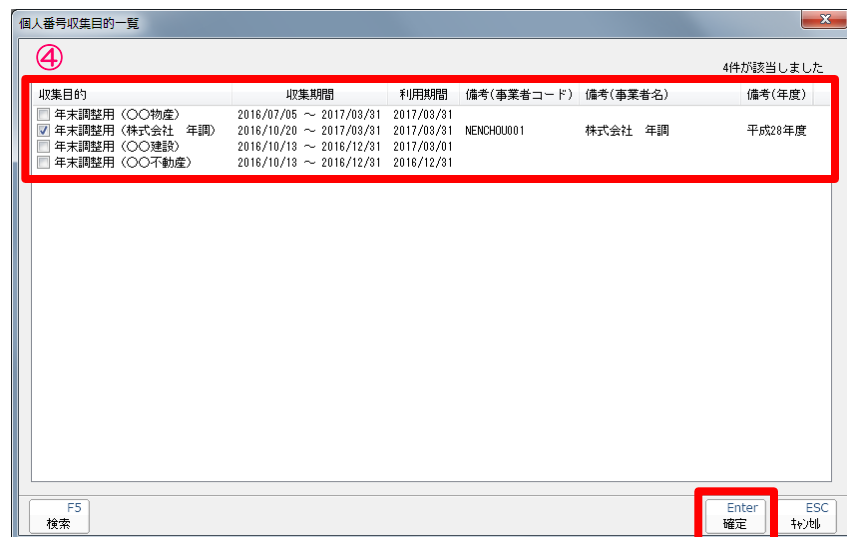 個人番号収集目的一覧
x
④
4件が該当しました
収集目的 収集期間 利用期間 備考(事業者コード) 備考(事業者名) 備考(年度)
年末調整用（〇〇物産） 2016/07/05 ～ 2017/03/31 2017/03/31
年末調整用（株式会社　年調） 2016/10/20 ～ 2017/03/31 2017/03/31 NENCHOU001 株式会社　年調 平成28年度
年末調整用（〇〇建設） 2016/10/13 ～ 2016/12/31 2017/03/01
年末調整用（〇〇不動産） 2016/10/13 ～ 2016/12/31 2016/12/31
F5 Enter ESC
検索 確定 ｷｬﾝｾﾙ